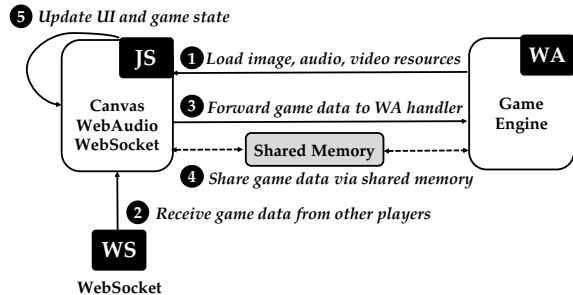 5 Update UI and game state
JS
WA
1 Load image, audio, video resources
Canvas
WebAudio
WebSocket
3 Forward game data to WA handler
Game
Engine
Shared Memory
4 Share game data via shared memory
2 Receive game data from other players
WS
WebSocket